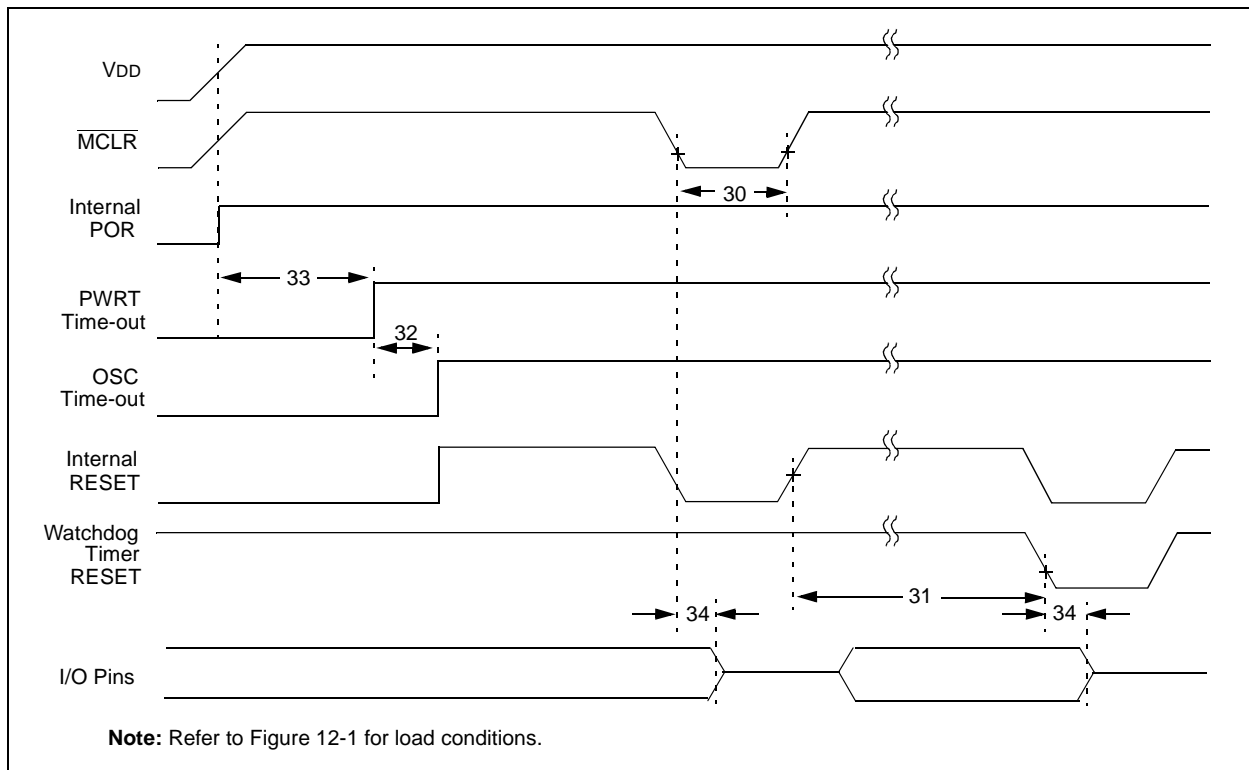 VDD
MCLR
30
Internal
POR
33
PWRT
Time-out
32
OSC
Time-out
Internal
RESET
Watchdog
Timer
RESET
31
34
34
I/O Pins
Note: Refer to Figure 12-1 for load conditions.